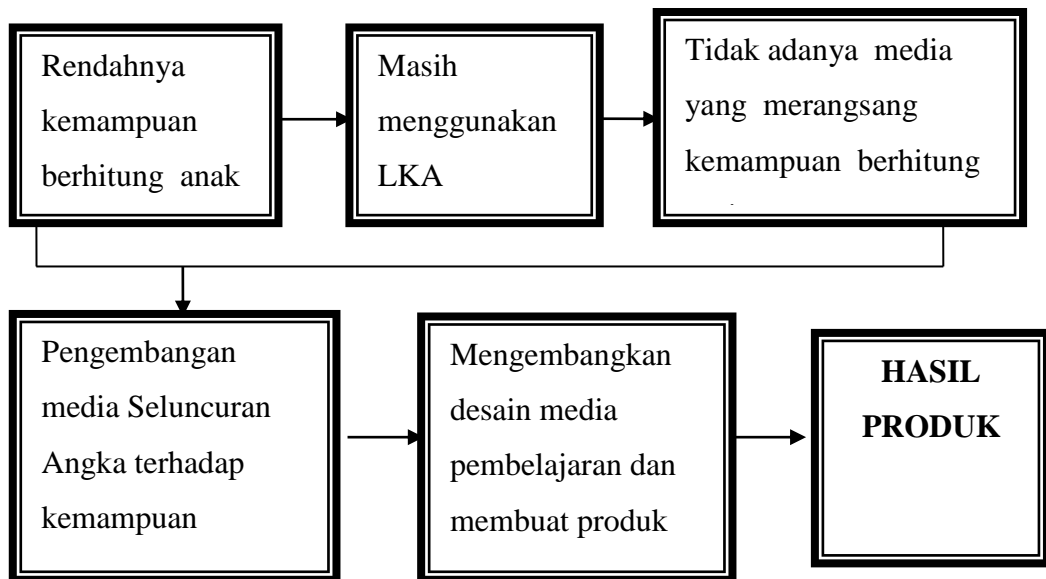 Rendahnya
kemampuan
berhitung anak
Masih
menggunakan
LKA
Tidak adanya media
yang merangsang
kemampuan berhitung
Pengembangan
media Seluncuran
Angka terhadap
kemampuan
Mengembangkan
desain media
pembelajaran dan
membuat produk
HASIL
PRODUK